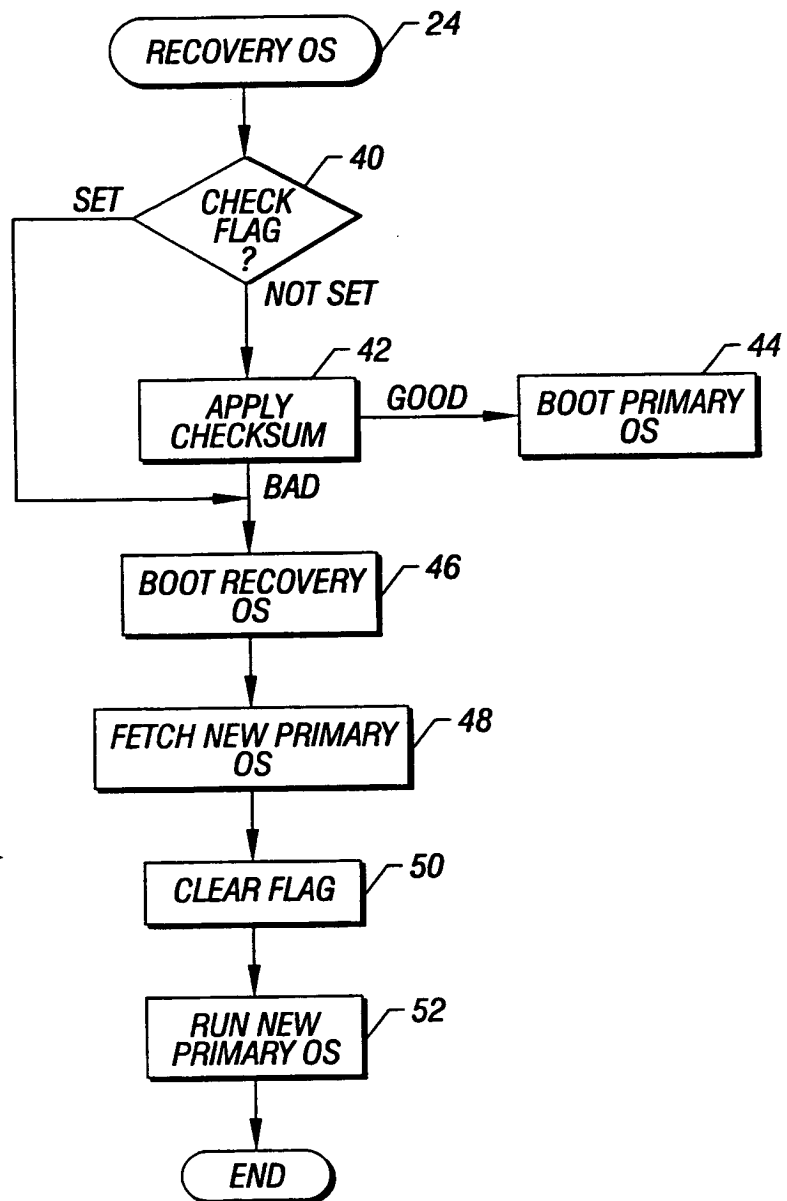 RECOVERY OS
24
40
SET
CHECK
FLAG
?
NOT SET
42
44
APPLY
CHECKSUM
GOOD
BOOT PRIMARY
OS
BAD
46
BOOT RECOVERY
OS
48
FETCH NEW PRIMARY
OS
50
CLEAR FLAG
52
RUN NEW
PRIMARY OS
END